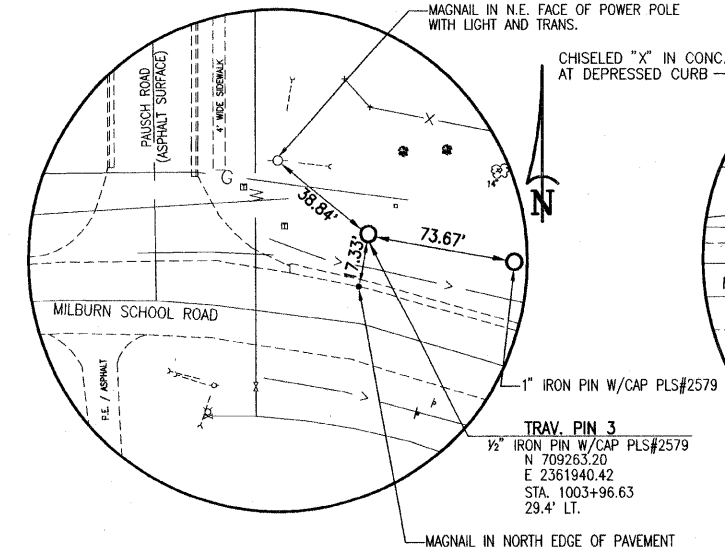 MAGNAIL IN N.E. FACE OF POWER POLE
WITH LIGHT AND TRANS.
CHISELED "X" IN CONC.
AT DEPRESSED CURB
PAUSCH ROAD
(ASPHALT SURFACE)
4' WIDE SIDEWALK
X
G
14"
N
38.84'
73.67'
17.33'
T
MILBURN SCHOOL ROAD
P.E. / ASPHALT
1" IRON PIN W/CAP PLS#2579
TRAV. PIN 3
½" IRON PIN W/CAP PLS#2579
N 709263.20
E 2361940.42
STA. 1003+96.63
29.4' LT.
MAGNAIL IN NORTH EDGE OF PAVEMENT